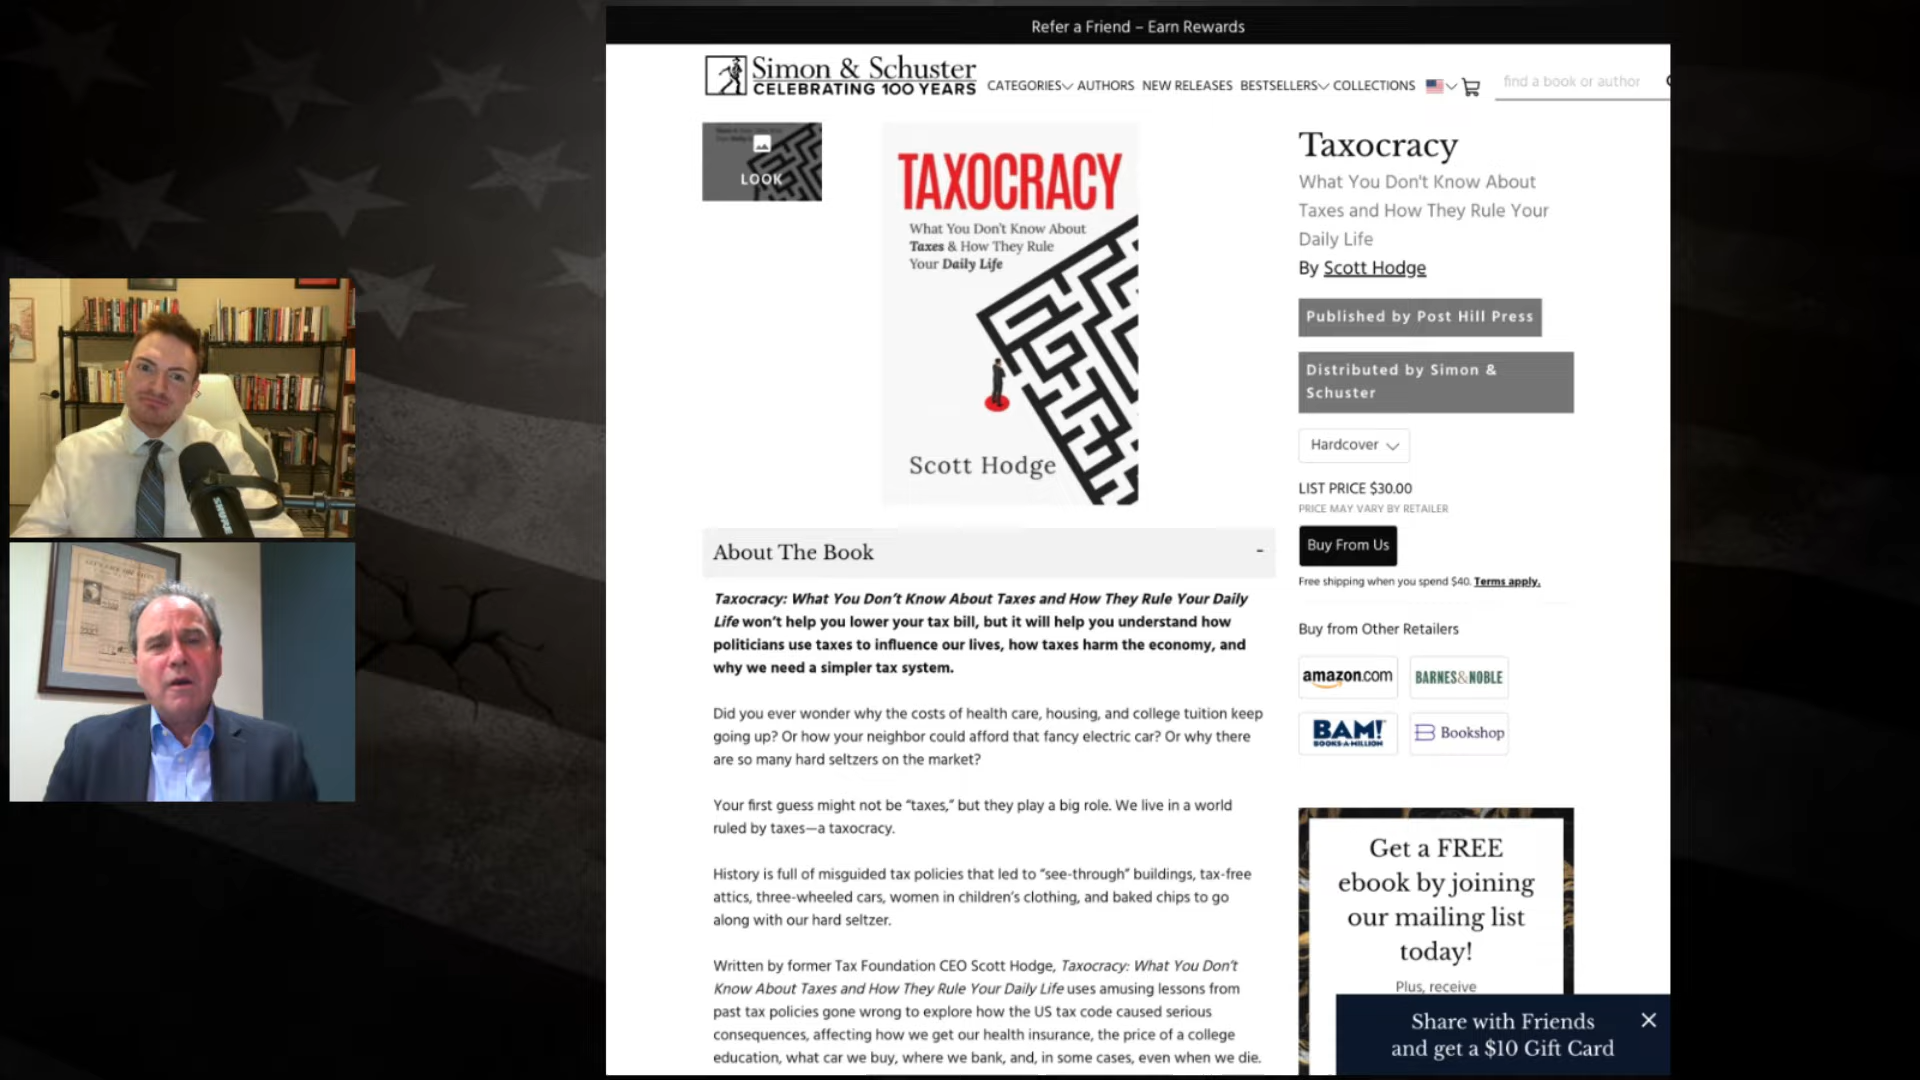 Refer a Friend – Earn Rewards
Simon & Schuster
CELEBRATING 100 YEARS
CATEGORIES AUTHORS NEW RELEASES BESTSELLERS COLLECTIONS
find a book or author
LOOK
TAXOCRACY
What You Don't Know About
Taxes & How They Rule
Your Daily Life
Scott Hodge
Taxocracy
What You Don't Know About
Taxes and How They Rule Your
Daily Life
By Scott Hodge
Published by Post Hill Press
Distributed by Simon &
Schuster
Hardcover
LIST PRICE $30.00
PRICE MAY VARY BY RETAILER
Buy From Us
Free shipping when you spend $40. Terms apply.
Buy from Other Retailers
amazon.com
BARNES&NOBLE
BAM!
BOOKS-A-MILLION
Bookshop
About The Book
-
Taxocracy: What You Don’t Know About Taxes and How They Rule Your Daily
Life won’t help you lower your tax bill, but it will help you understand how
politicians use taxes to influence our lives, how taxes harm the economy, and
why we need a simpler tax system.
Did you ever wonder why the costs of health care, housing, and college tuition keep
going up? Or how your neighbor could afford that fancy electric car? Or why there
are so many hard seltzers on the market?
Your first guess might not be “taxes,” but they play a big role. We live in a world
ruled by taxes—a taxocracy.
History is full of misguided tax policies that led to “see-through” buildings, tax-free
attics, three-wheeled cars, women in children’s clothing, and baked chips to go
along with our hard seltzer.
Written by former Tax Foundation CEO Scott Hodge, Taxocracy: What You Don’t
Know About Taxes and How They Rule Your Daily Life uses amusing lessons from
past tax policies gone wrong to explore how the US tax code caused serious
consequences, affecting how we get our health insurance, the price of a college
education, what car we buy, where we bank, and, in some cases, even when we die.
Get a FREE
ebook by joining
our mailing list
today!
Plus, receive
Share with Friends
and get a $10 Gift Card
SHURE